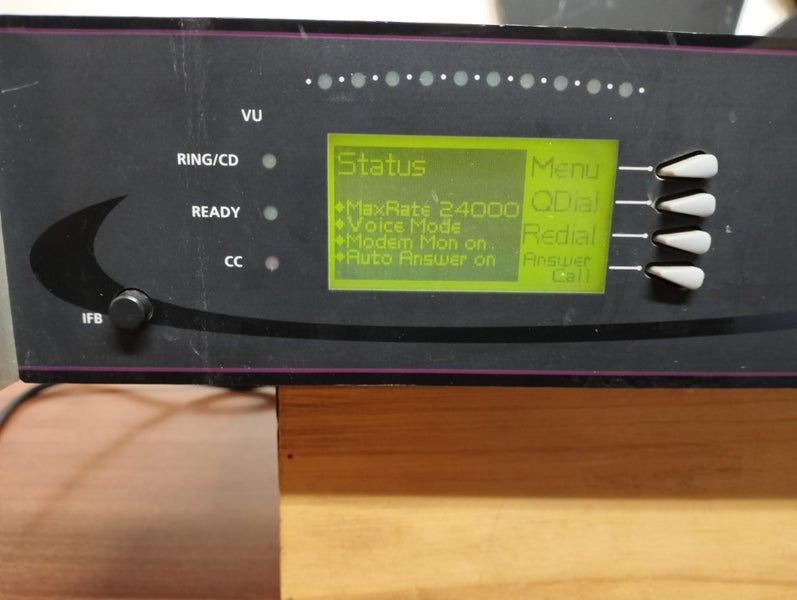 VU
RING/CD
READY
CC
IFB
Status
◆MaxRate 24000
◆Voice Mode
◆Modem Mon on
◆Auto Answer on
Menu
QDial
Redial
Answer
Call